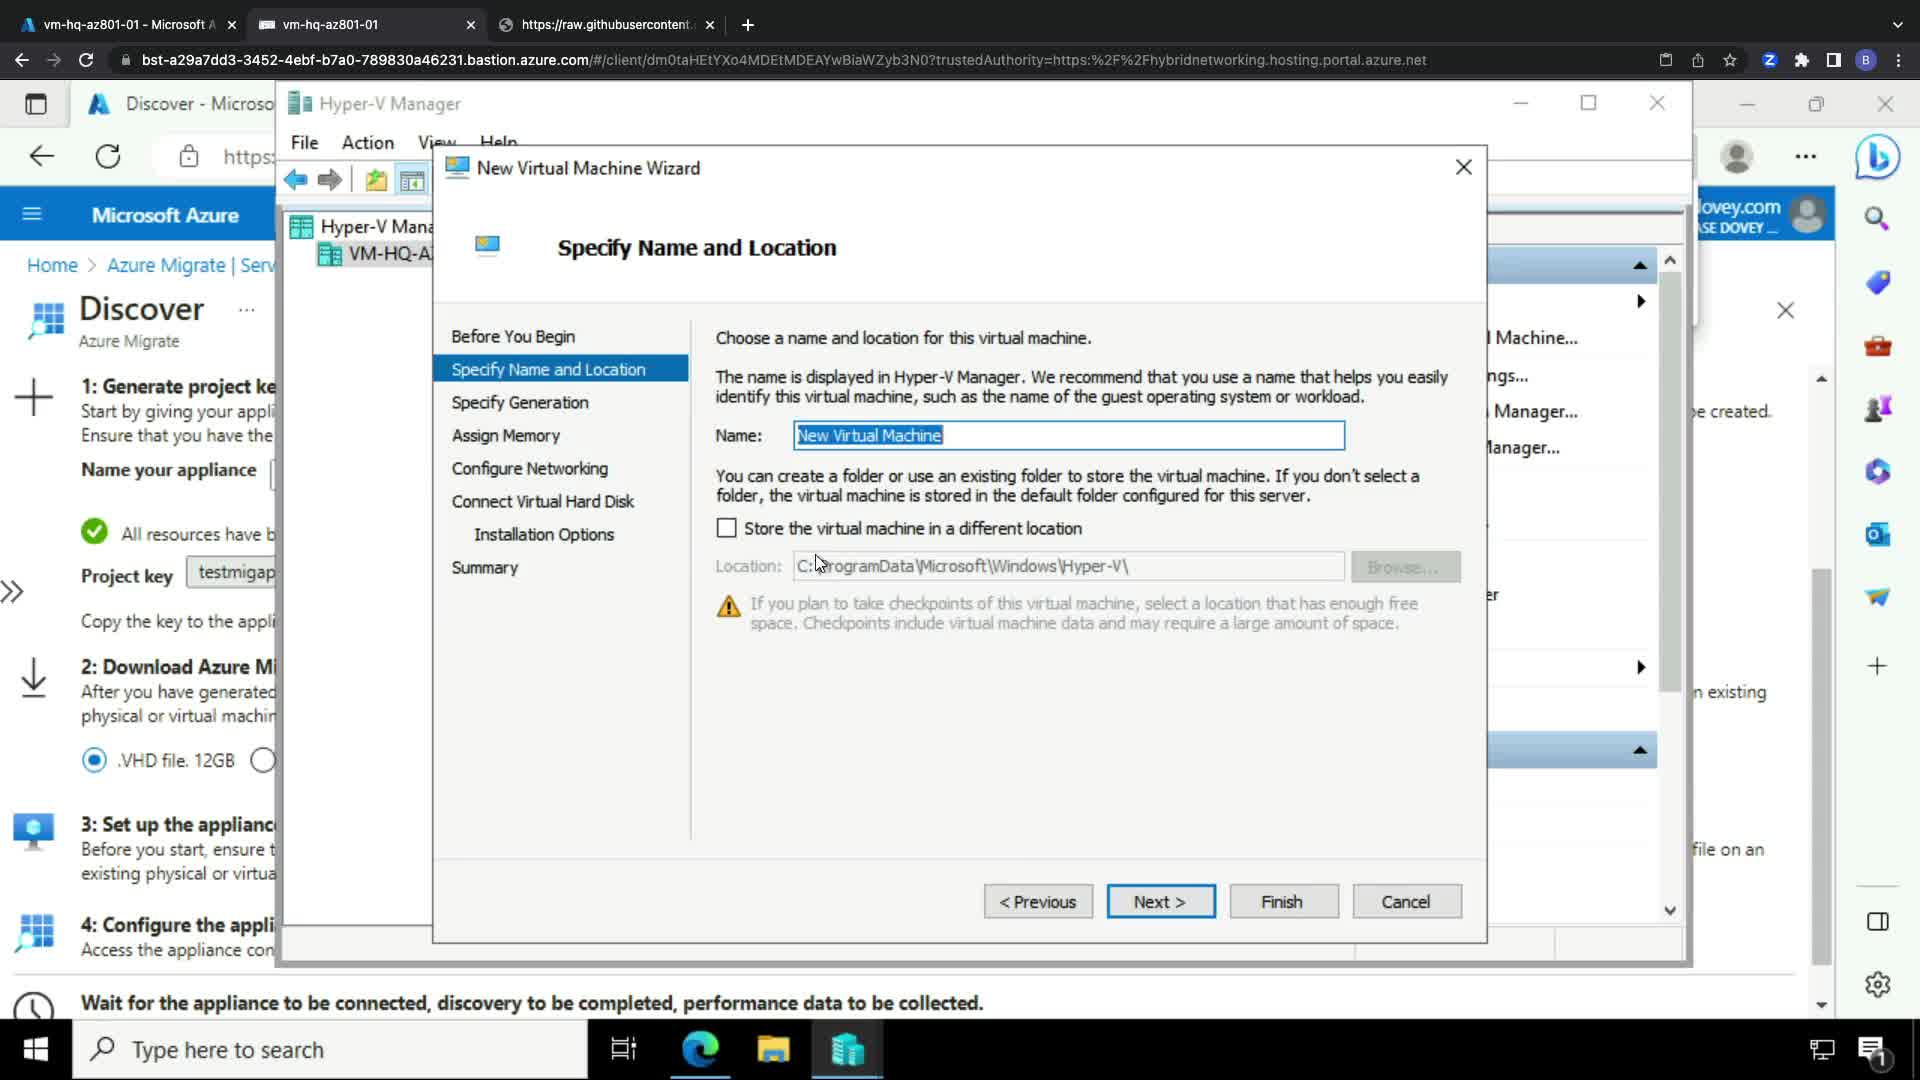 vm-hq-az801-01 - Microsoft A
vm-hq-az801-01
https://raw.githubusercontent.
bst-a29a7dd3-3452-4ebf-b7a0-789830a46231.bastion.azure.com/#/client/dm0taHEtYXo4MDEtMDEAYwBiaWZyb3N0?trustedAuthority=https:%2F%2Fhybridnetworking.hosting.portal.azure.net
B
Discover - Microso
Hyper-V Manager
https:
File Action View Help
Microsoft Azure
lovey.com
ASE DOVEY ...
Home > Azure Migrate | Serv
Discover ...
Azure Migrate
Hyper-V Mana
VM-HQ-AZ
New Virtual Machine Wizard
Specify Name and Location
Before You Begin
Specify Name and Location
Specify Generation
Assign Memory
Configure Networking
Connect Virtual Hard Disk
Installation Options
Summary
Choose a name and location for this virtual machine.
The name is displayed in Hyper-V Manager. We recommend that you use a name that helps you easily
identify this virtual machine, such as the name of the guest operating system or workload.
Name: New Virtual Machine
You can create a folder or use an existing folder to store the virtual machine. If you don't select a
folder, the virtual machine is stored in the default folder configured for this server.
Store the virtual machine in a different location
Location: C:\ProgramData\Microsoft\Windows\Hyper-V\
Browse...
If you plan to take checkpoints of this virtual machine, select a location that has enough free
space. Checkpoints include virtual machine data and may require a large amount of space.
< Previous Next > Finish Cancel
l Machine...
ngs...
Manager...
Manager...
er
be created.
n existing
file on an
1: Generate project ke
Start by giving your appli
Ensure that you have the
Name your appliance
All resources have b
Project key testmigap
Copy the key to the appli
2: Download Azure Mi
After you have generated
physical or virtual machin
.VHD file. 12GB
3: Set up the appliance
Before you start, ensure t
existing physical or virtua
4: Configure the appli
Access the appliance con
Wait for the appliance to be connected, discovery to be completed, performance data to be collected.
Type here to search
1